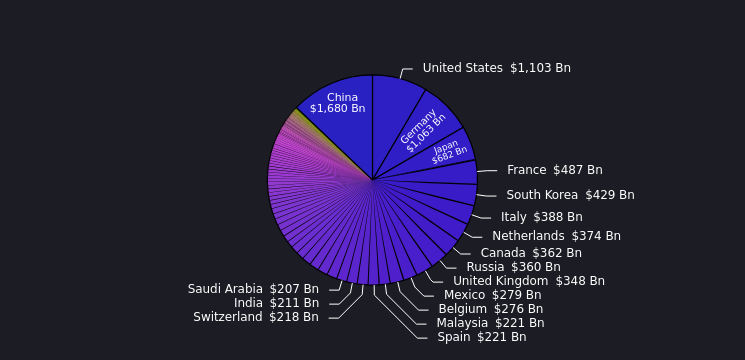 United States $1,103 Bn
China
$1,680 Bn
Germany
$1,063 Bn
Japan
$682 Bn
France $487 Bn
South Korea $429 Bn
Italy $388 Bn
Netherlands $374 Bn
Canada $362 Bn
Russia $360 Bn
United Kingdom $348 Bn
Mexico $279 Bn
Belgium $276 Bn
Malaysia $221 Bn
Spain $221 Bn
Saudi Arabia $207 Bn
India $211 Bn
Switzerland $218 Bn